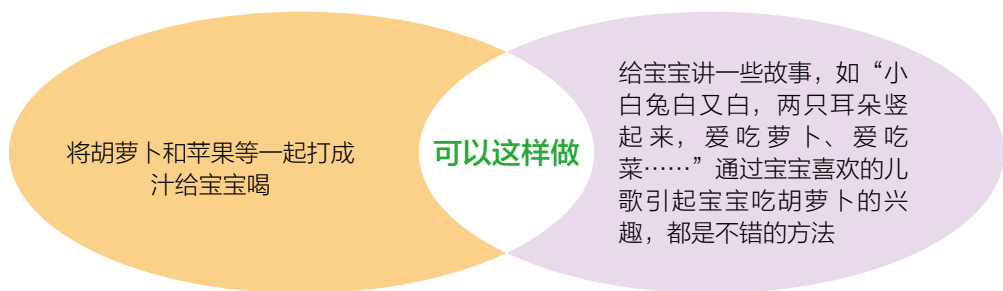 将胡萝卜和苹果等一起打成
汁给宝宝喝
可以这样做
给宝宝讲一些故事，如“小
白兔白又白，两只耳朵竖
起来，爱吃萝卜、爱吃
菜……”通过宝宝喜欢的儿
歌引起宝宝吃胡萝卜的兴
趣，都是不错的方法